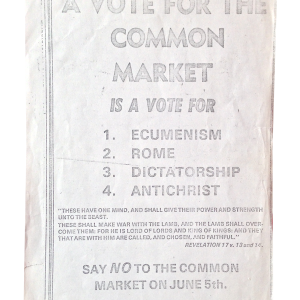 A VOTE FOR THE
COMMON
MARKET
IS A VOTE FOR
1. ECUMENISM
2. ROME
3. DICTATORSHIP
4. ANTICHRIST
"THESE HAVE ONE MIND, AND SHALL GIVE THEIR POWER AND STRENGTH
UNTO THE BEAST.
THESE SHALL MAKE WAR WITH THE LAMB, AND THE LAMB SHALL OVER-
COME THEM: FOR HE IS LORD OF LORDS AND KING OF KINGS: AND THEY
THAT ARE WITH HIM ARE CALLED, AND CHOSEN, AND FAITHFUL."
REVELATION 17 v. 13 and 14.
SAY NO TO THE COMMON
MARKET ON JUNE 5th.